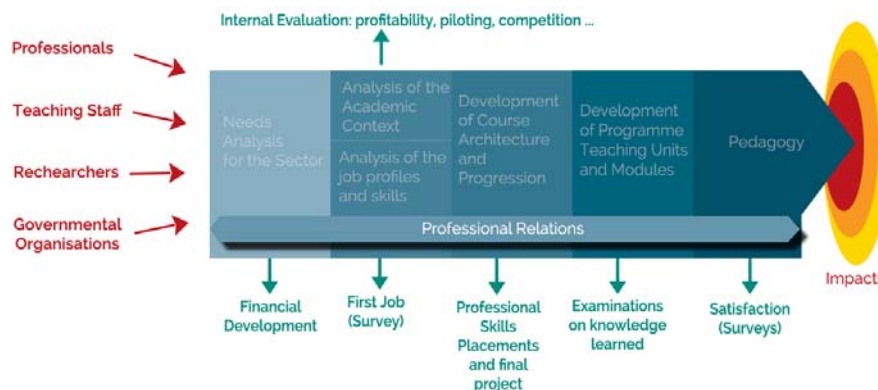 Internal Evaluation: profitability, piloting, competition ...
Professionals
Teaching Staff
Rechearchers
Governmental
Organisations
Needs
Analysis
for the Sector
Analysis of the
Academic
Context
Analysis of the
job profiles
and skills
Development
of Course
Architecture
and
Progression
Development
of Programme
Teaching Units
and Modules
Pedagogy
Professional Relations
Impacts
Financial
Development
First Job
(Survey)
Professional
Skills
Placements
and final
project
Examinations
on knowledge
learned
Satisfaction
(Surveys)